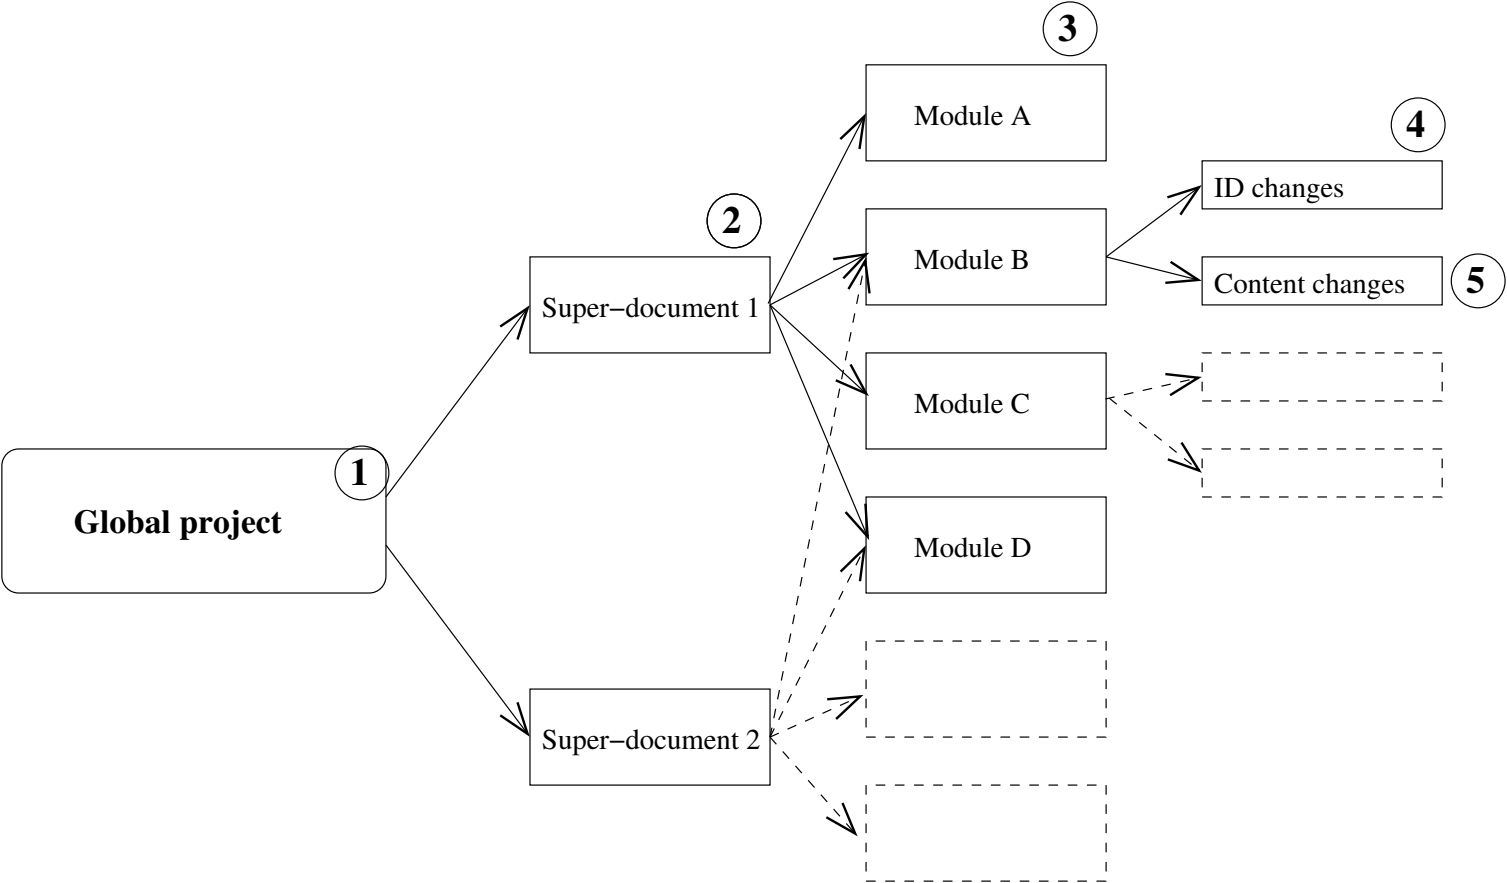 3
Module A
4
ID changes
2
Module B
Super−document 1
Content changes
5
Module C
1
Global project
Module D
Super−document 2